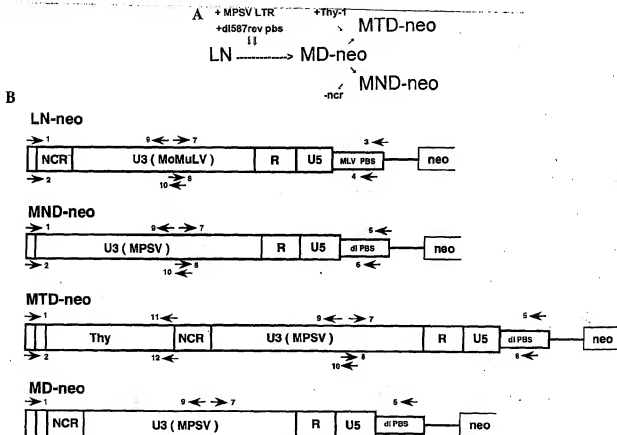 A
+ MPSV LTR
+dl587rev pbs
+Thy-1
MTD-neo
LN
MD-neo
-ncr
MND-neo
B
LN-neo
1 9 7 3
NCR U3 ( MoMuLV) R U5 MLV PBS neo
2 10 8 4
MND-neo
1 9 7 5
U3 ( MPSV) R U5 dl PBS neo
2 10 8 6
MTD-neo
1 11 9 7 5
Thy NCR U3 ( MPSV) R U5 dl PBS neo
2 12 10 8 6
MD-neo
1 9 7 5
NCR U3 ( MPSV) R U5 dl PBS neo